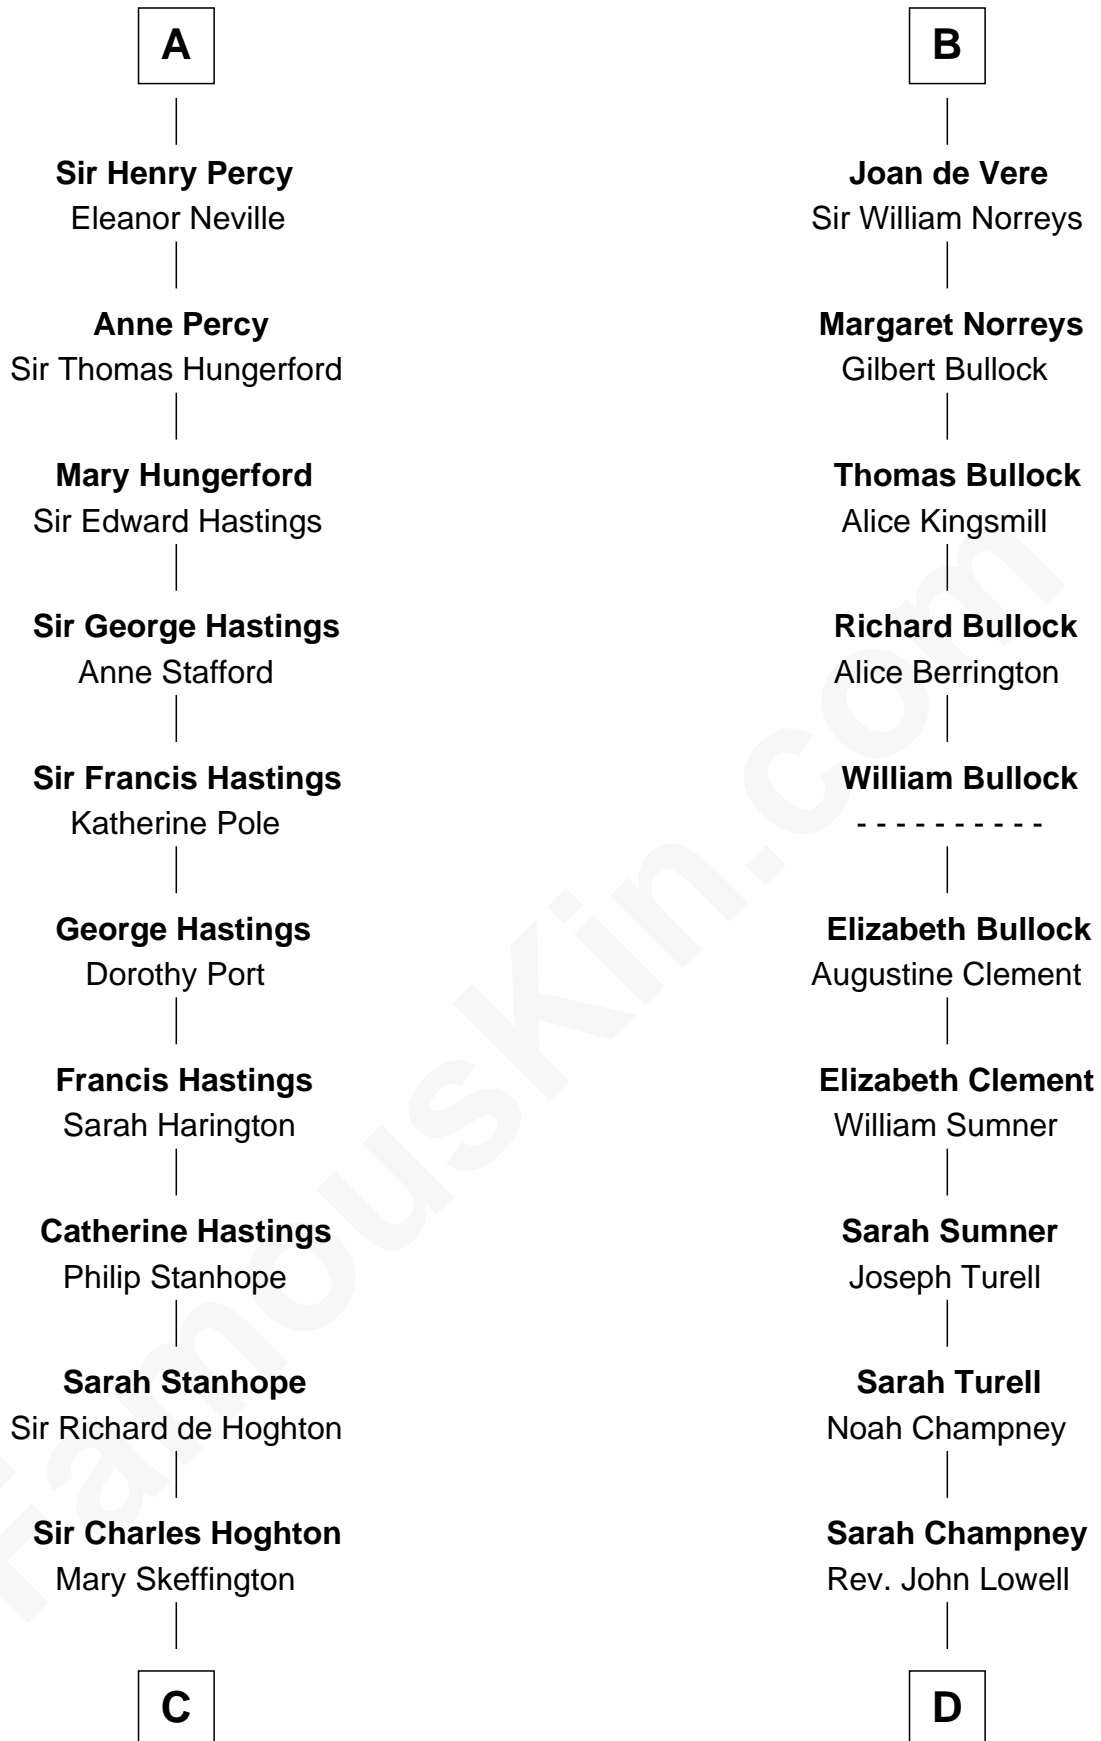 A
Sir Henry Percy
Eleanor Neville
Anne Percy
Sir Thomas Hungerford
Mary Hungerford
Sir Edward Hastings
Sir George Hastings
Anne Stafford
Sir Francis Hastings
Katherine Pole
George Hastings
Dorothy Port
Francis Hastings
Sarah Harington
Catherine Hastings
Philip Stanhope
Sarah Stanhope
Sir Richard de Hoghton
Sir Charles Hoghton
Mary Skeffington
C
B
Joan de Vere
Sir William Norreys
Margaret Norreys
Gilbert Bullock
Thomas Bullock
Alice Kingsmill
Richard Bullock
Alice Berrington
William Bullock
- - - - - - - - - -
Elizabeth Bullock
Augustine Clement
Elizabeth Clement
William Sumner
Sarah Sumner
Joseph Turell
Sarah Turell
Noah Champney
Sarah Champney
Rev. John Lowell
D
FamousKin.com